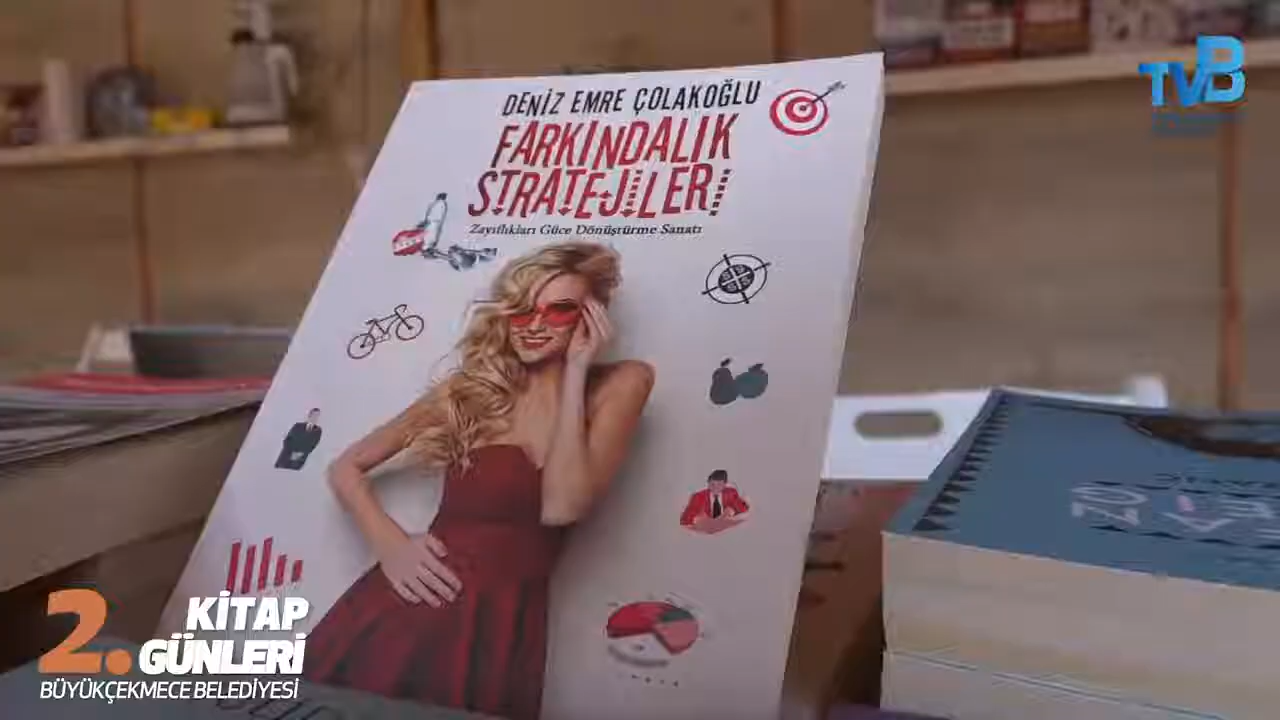 DENİZ EMRE ÇOLAKOĞLU
FARKINDALIK
STRATEJİLERİ
Zayıflıkları Güce Dönüştürme Sanatı
TVB
2. KİTAP
GÜNLERİ
BÜYÜKÇEKMECE BELEDİYESİ